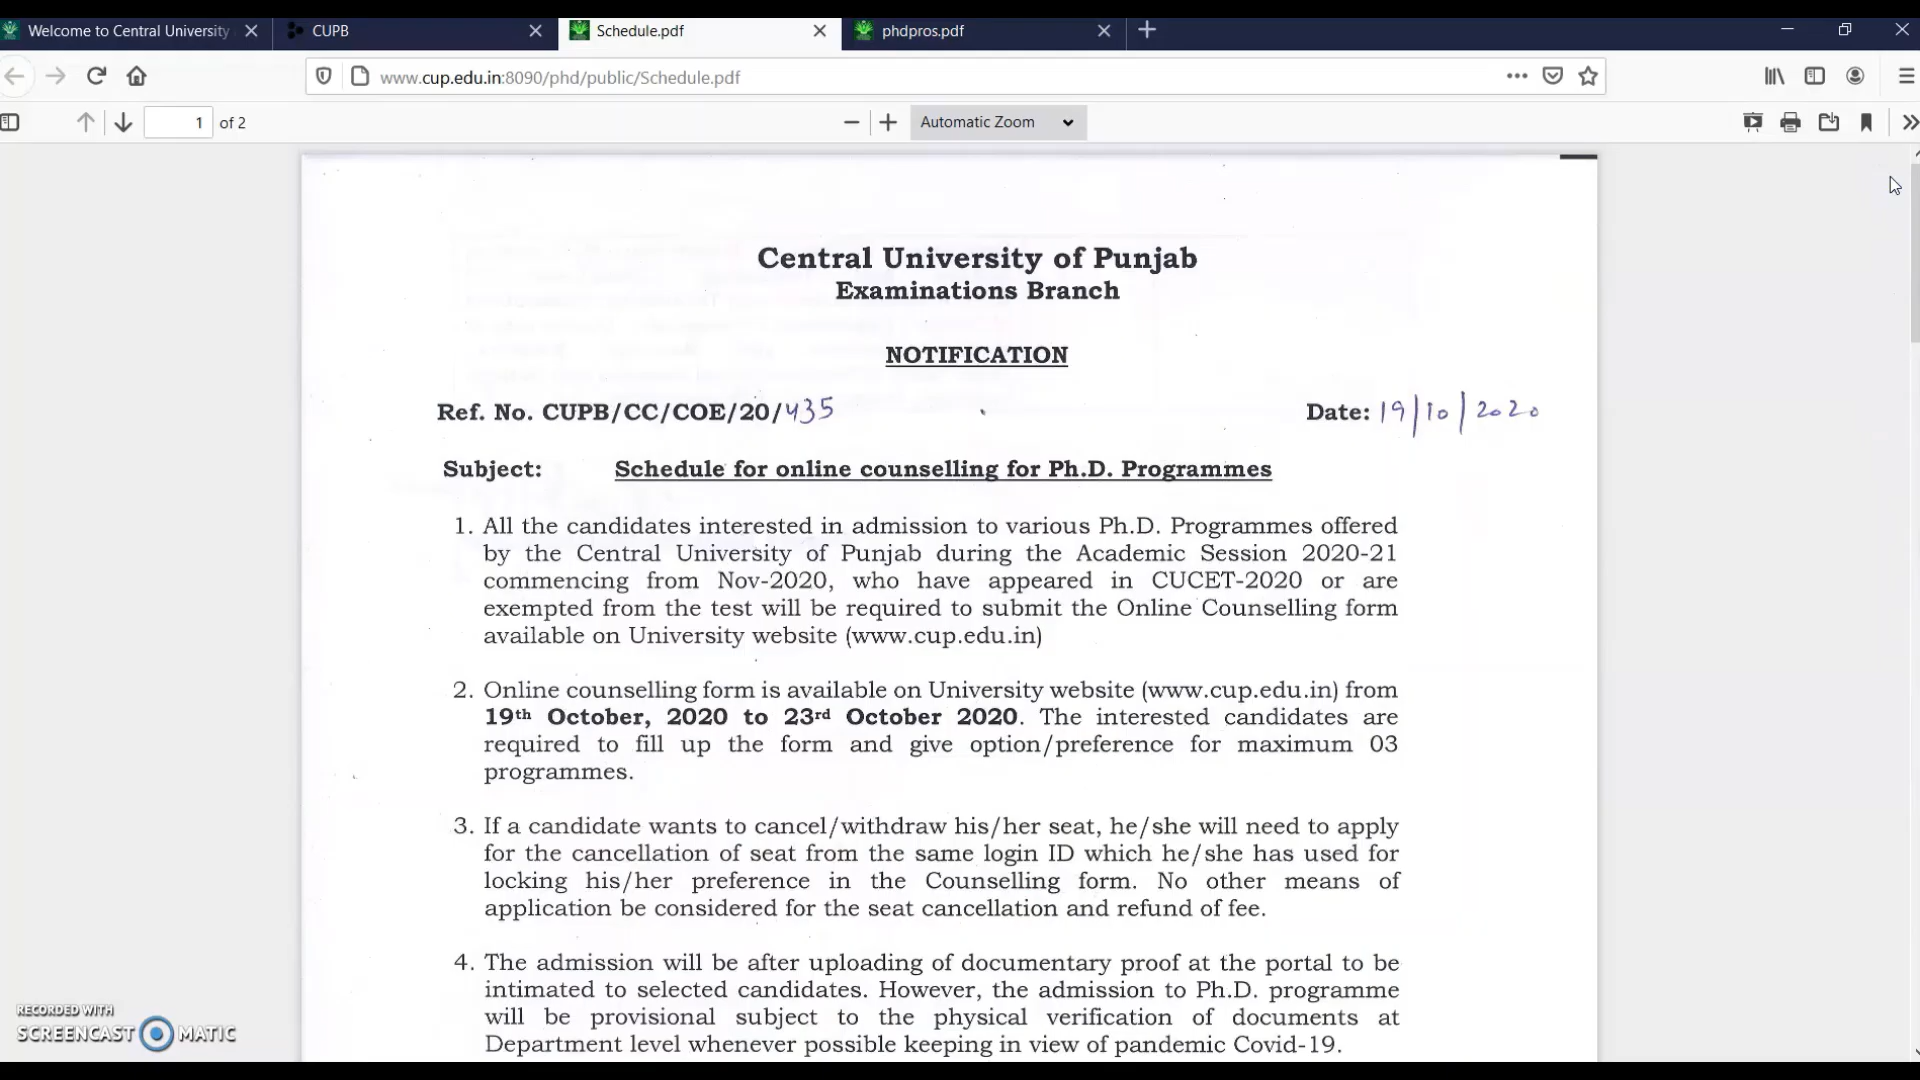 Welcome to Central University
CUPB
Schedule.pdf
phdpros.pdf
www.cup.edu.in:8090/phd/public/Schedule.pdf
1 of 2
Automatic Zoom
Central University of Punjab
Examinations Branch
NOTIFICATION
Ref. No. CUPB/CC/COE/20/435 Date: 19/10/2020
Subject: Schedule for online counselling for Ph.D. Programmes
1. All the candidates interested in admission to various Ph.D. Programmes offered
by the Central University of Punjab during the Academic Session 2020-21
commencing from Nov-2020, who have appeared in CUCET-2020 or are
exempted from the test will be required to submit the Online Counselling form
available on University website (www.cup.edu.in)
2. Online counselling form is available on University website (www.cup.edu.in) from
19th October, 2020 to 23rd October 2020. The interested candidates are
required to fill up the form and give option/preference for maximum 03
programmes.
3. If a candidate wants to cancel/withdraw his/her seat, he/she will need to apply
for the cancellation of seat from the same login ID which he/she has used for
locking his/her preference in the Counselling form. No other means of
application be considered for the seat cancellation and refund of fee.
4. The admission will be after uploading of documentary proof at the portal to be
intimated to selected candidates. However, the admission to Ph.D. programme
will be provisional subject to the physical verification of documents at
Department level whenever possible keeping in view of pandemic Covid-19.
RECORDED WITH
SCREENCAST MATIC